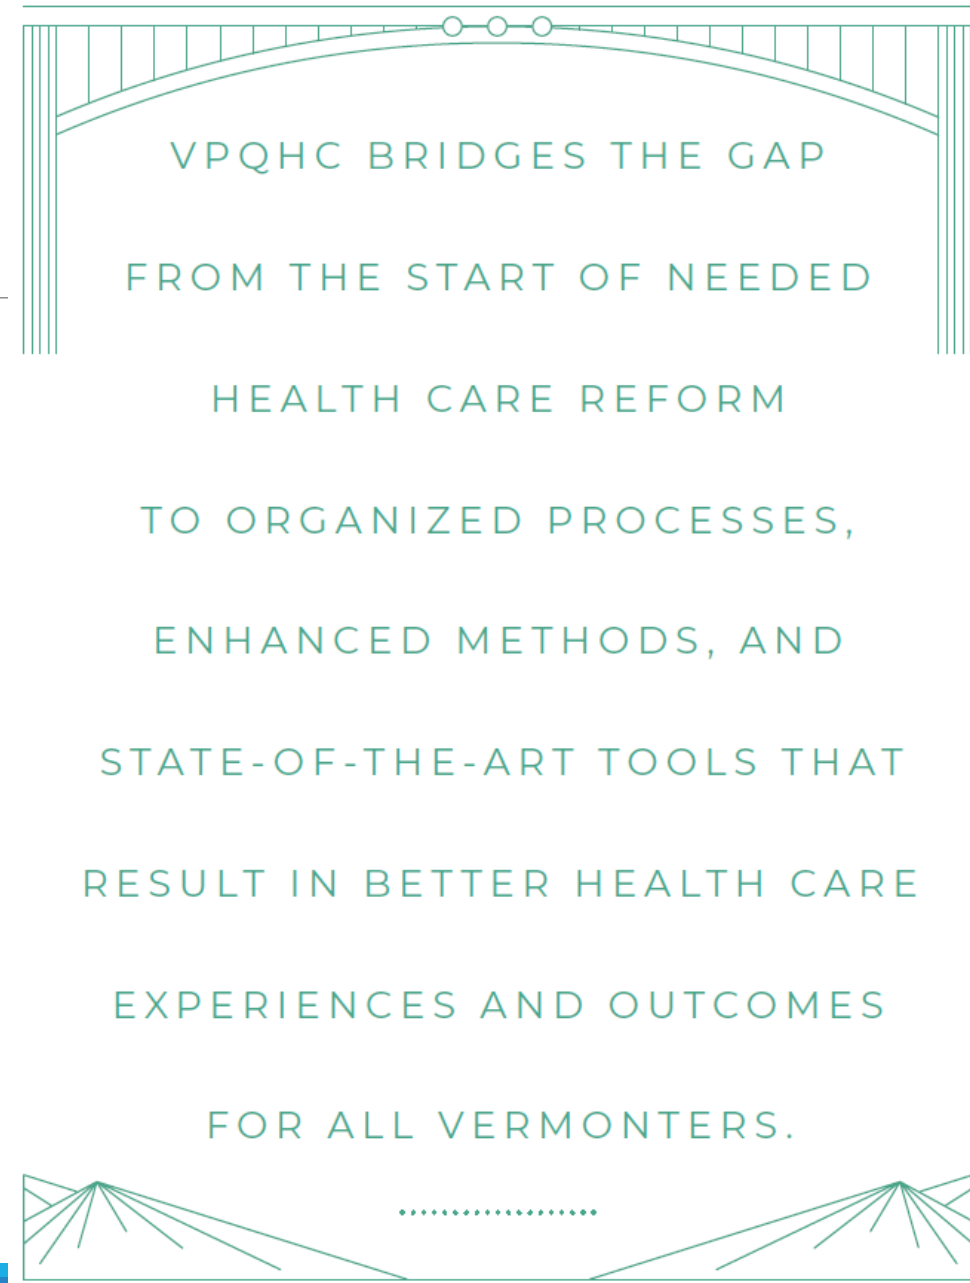 VPQHC BRIDGES THE GAP
FROM THE START OF NEEDED
HEALTH CARE REFORM
TO ORGANIZED PROCESSES,
ENHANCED METHODS, AND
STATE-OF-THE-ART TOOLS THAT
RESULT IN BETTER HEALTH CARE
EXPERIENCES AND OUTCOMES
FOR ALL VERMONTERS.